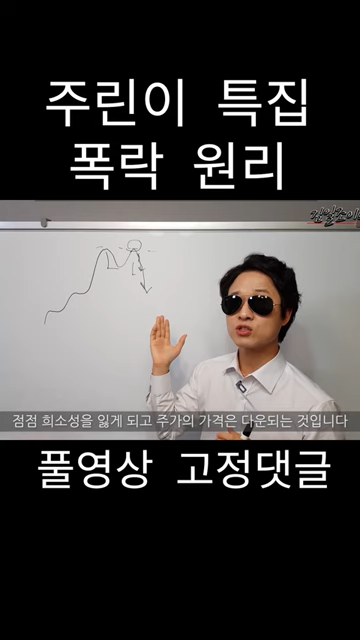 주린이 특집
폭락 원리
점점 희소성을 잃게 되고 주가의 가격은 다운되는 것입니다
풀영상 고정댓글